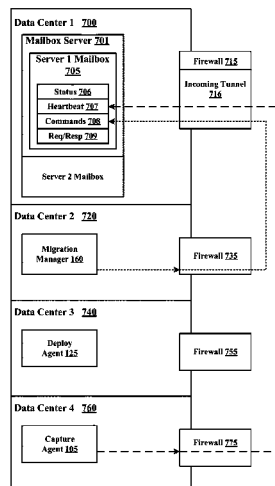 Data Center 1 700
Mailbox Server 701
Server 1 Mailbox
705
Status 706
Heartbeat 707
Commands 708
Req/Resp 709
Server 2 Mailbox
Firewall 715
Incoming Tunnel
716
Data Center 2 720
Migration
Manager 160
Firewall 735
Data Center 3 740
Deploy
Agent 125
Firewall 755
Data Center 4 760
Capture
Agent 105
Firewall 775